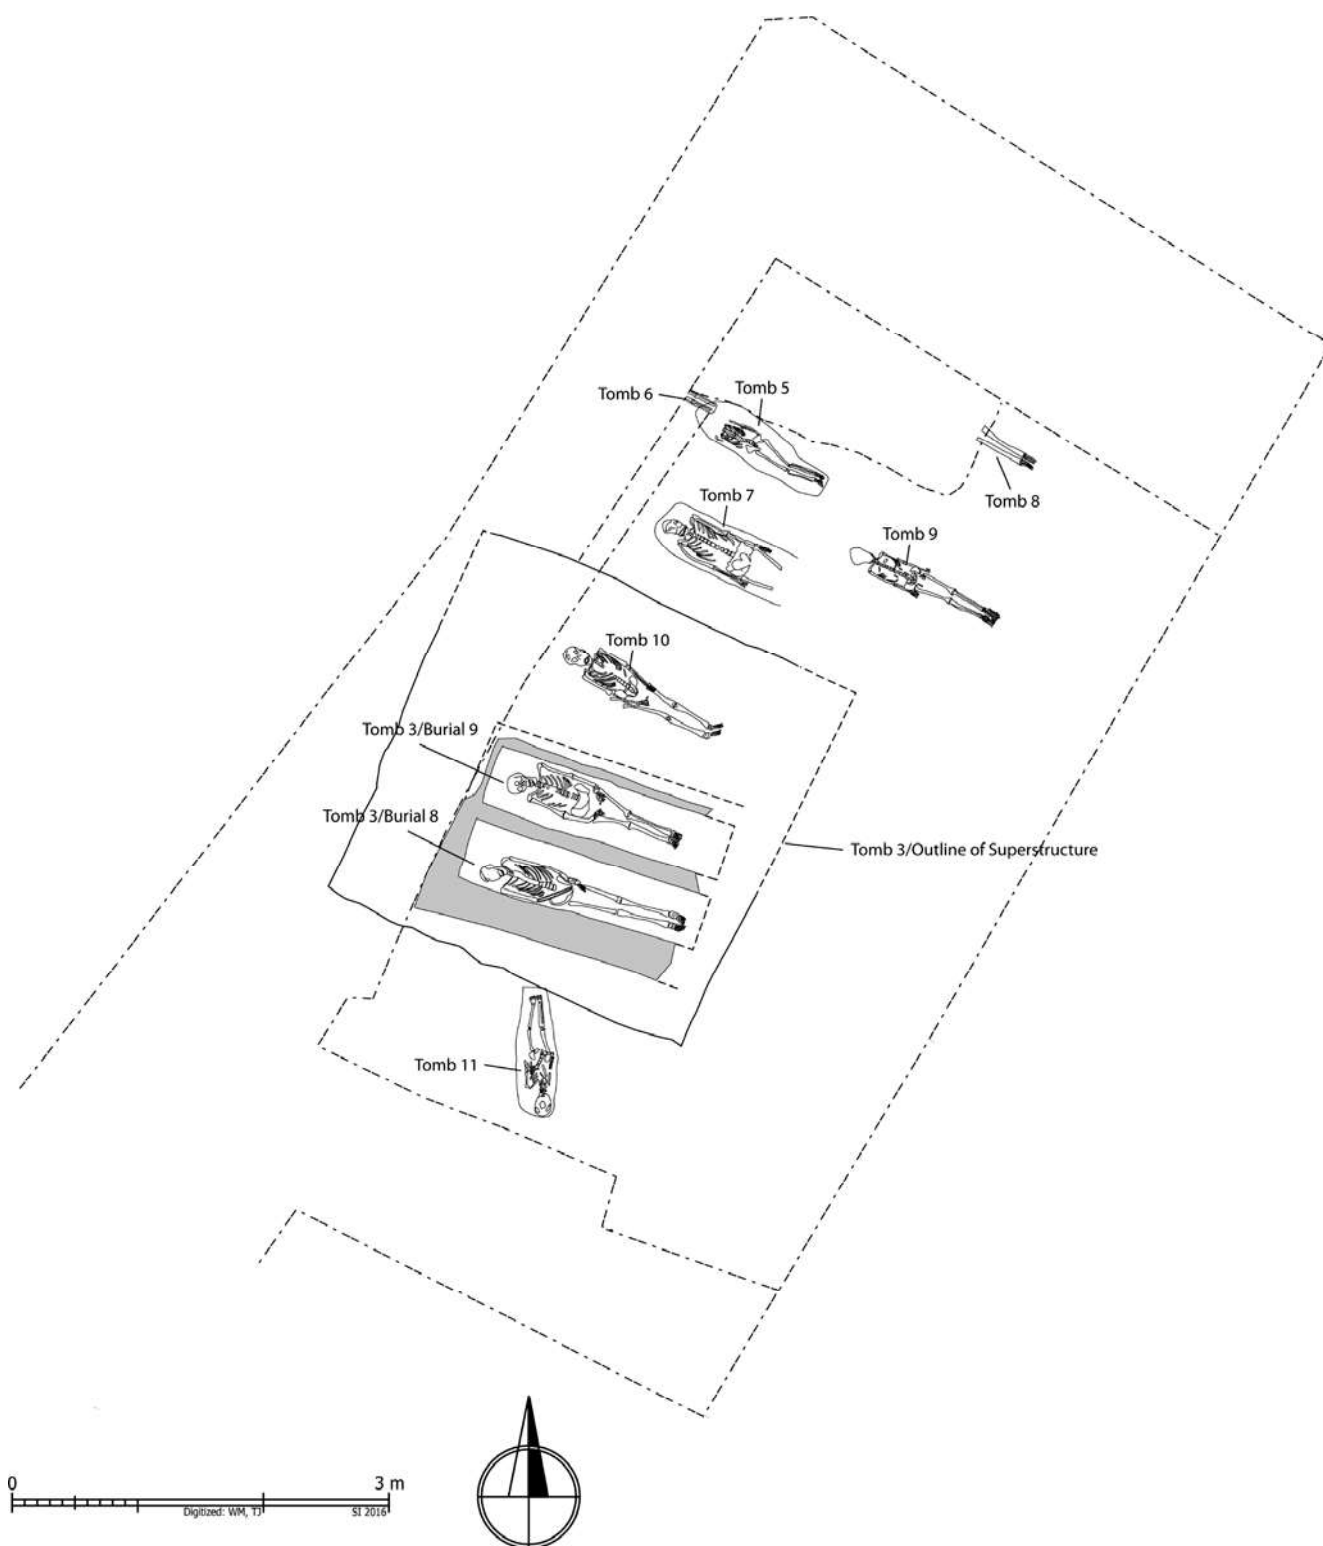 Tomb 6
Tomb 5
Tomb 8
Tomb 7
Tomb 9
Tomb 10
Tomb 3/Burial 9
Tomb 3/Burial 8
Tomb 3/Outline of Superstructure
Tomb 11
0
3 m
Digitized: WM, TJ
SI 2016